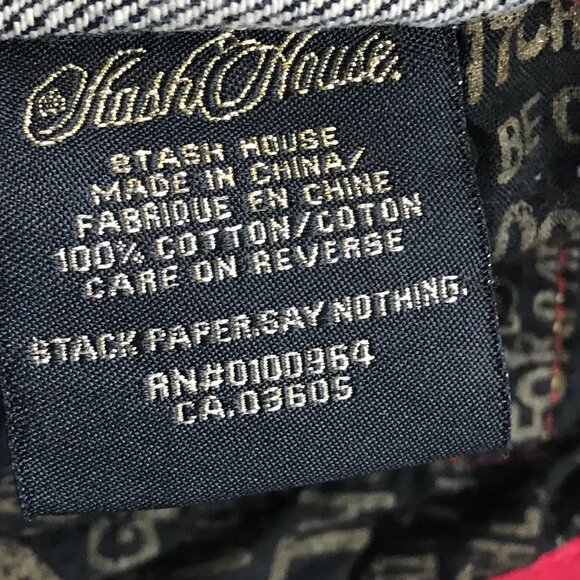 Stash House
STASH HOUSE
MADE IN CHINA/
FABRIQUE EN CHINE
100% COTTON/COTON
CARE ON REVERSE
STACK PAPER.SAY NOTHING.
RN#0100964
CA.03605
BE